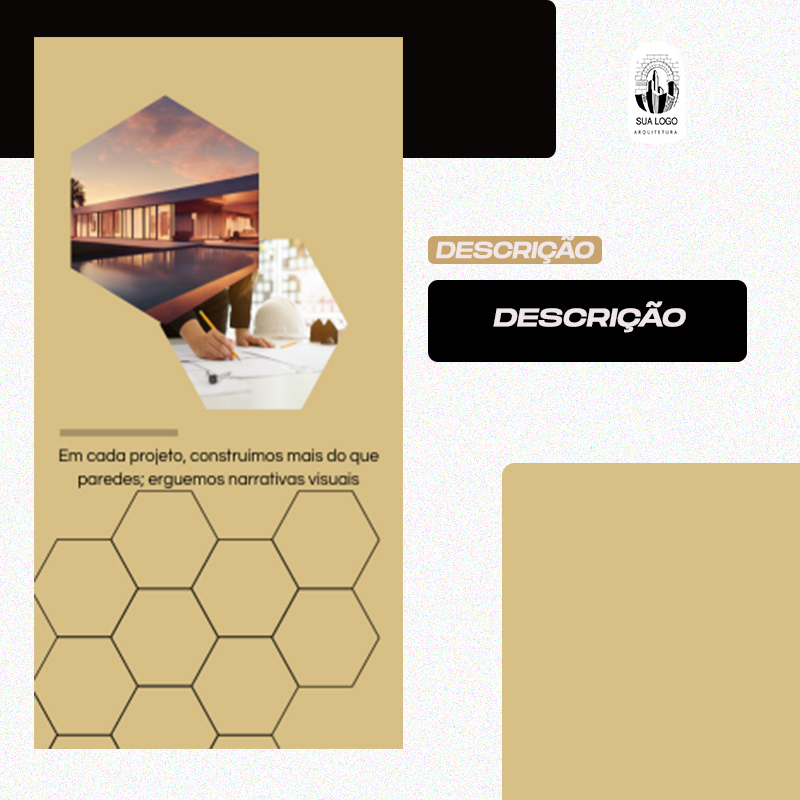 SUA LOGO
ARQUITETURA
DESCRIÇÃO
DESCRIÇÃO
Em cada projeto, construimos mais do que
paredes; erguemos narrativas visuais